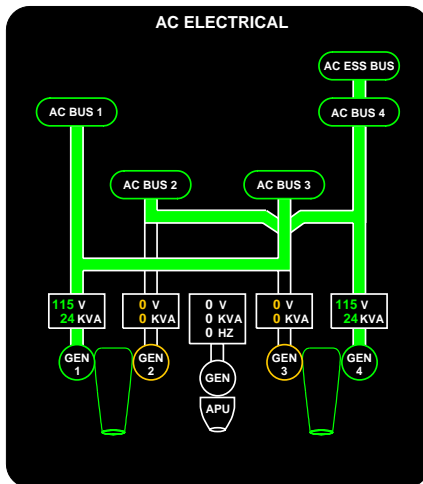 AC ELECTRICAL
AC ESS BUS
AC BUS 1
AC BUS 4
AC BUS 2
AC BUS 3
115 V
24 KVA
0 V
0 KVA
0 V
0 KVA
0 HZ
0 V
0 KVA
115 V
24 KVA
GEN
1
GEN
2
GEN
GEN
3
GEN
4
APU